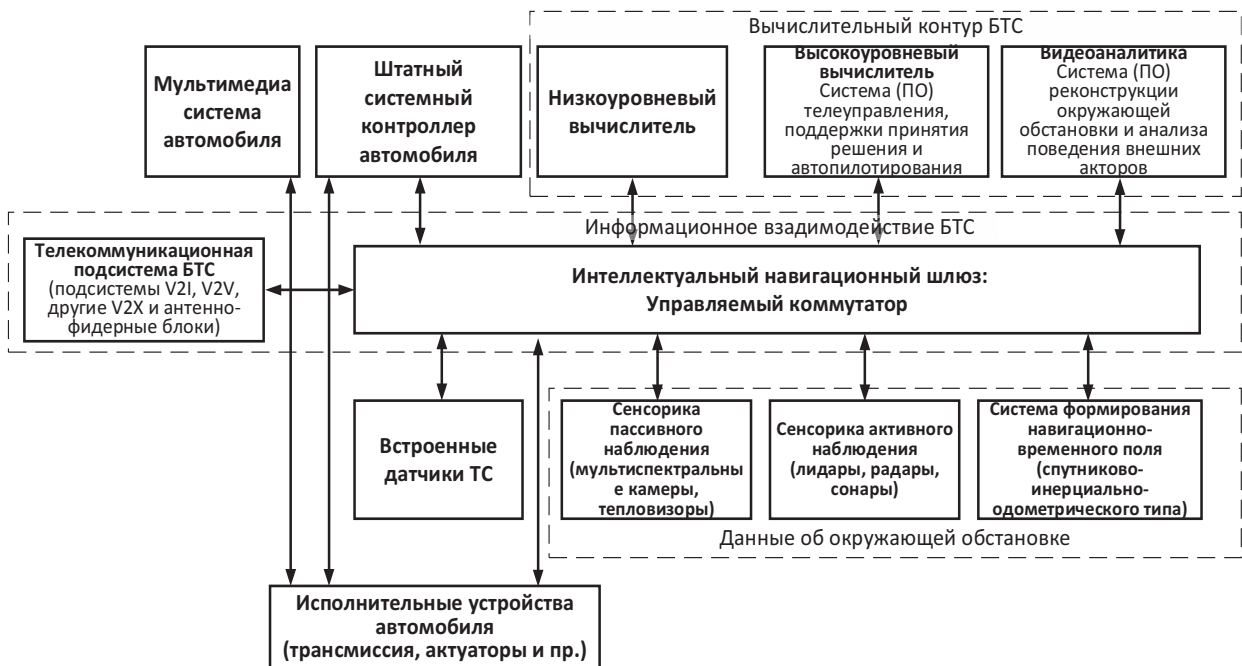 Вычислительный контур БТС
Мультимедиа
система
автомобиля
Штатный
системный
контроллер
автомобиля
Низкоуровневый
вычислитель
Высокоуровневый
вычислитель
Система (ПО)
телеуправления,
поддержки принятия
решения и
автопилотирования
Видеоаналитика
Система (ПО)
реконструкции
окружающей
обстановки и анализа
поведения внешних
акторов
Информационное взадимодействие БТС
Телекоммуникационная
подсистема БТС
(подсистемы V2I, V2V,
другие V2X и антенно-
фидерные блоки)
Интеллектуальный навигационный шлюз:
Управляемый коммутатор
Встроенные
датчики ТС
Сенсорика
пассивного
наблюдения
(мультиспектральны
е камеры,
тепловизоры)
Сенсорика активного
наблюдения
(лидары, радары,
сонары)
Система формирования
навигационно-
временного поля
(спутниково-
инерциально-
одометрического типа)
Данные об окружающей обстановке
Исполнительные устройства
автомобиля
(трансмиссия, актуаторы и пр.)